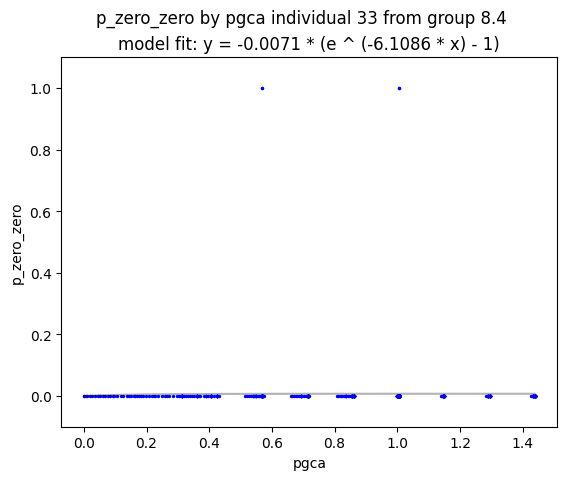 p_zero_zero by pgca individual 33 from group 8.4
model fit: y = -0.0071 * (e ^ (-6.1086 * x) - 1)
1.0
0.8
0.6
0.4
0.2
0.0
p_zero_zero
0.0 0.2 0.4 0.6 0.8 1.0 1.2 1.4
pgca